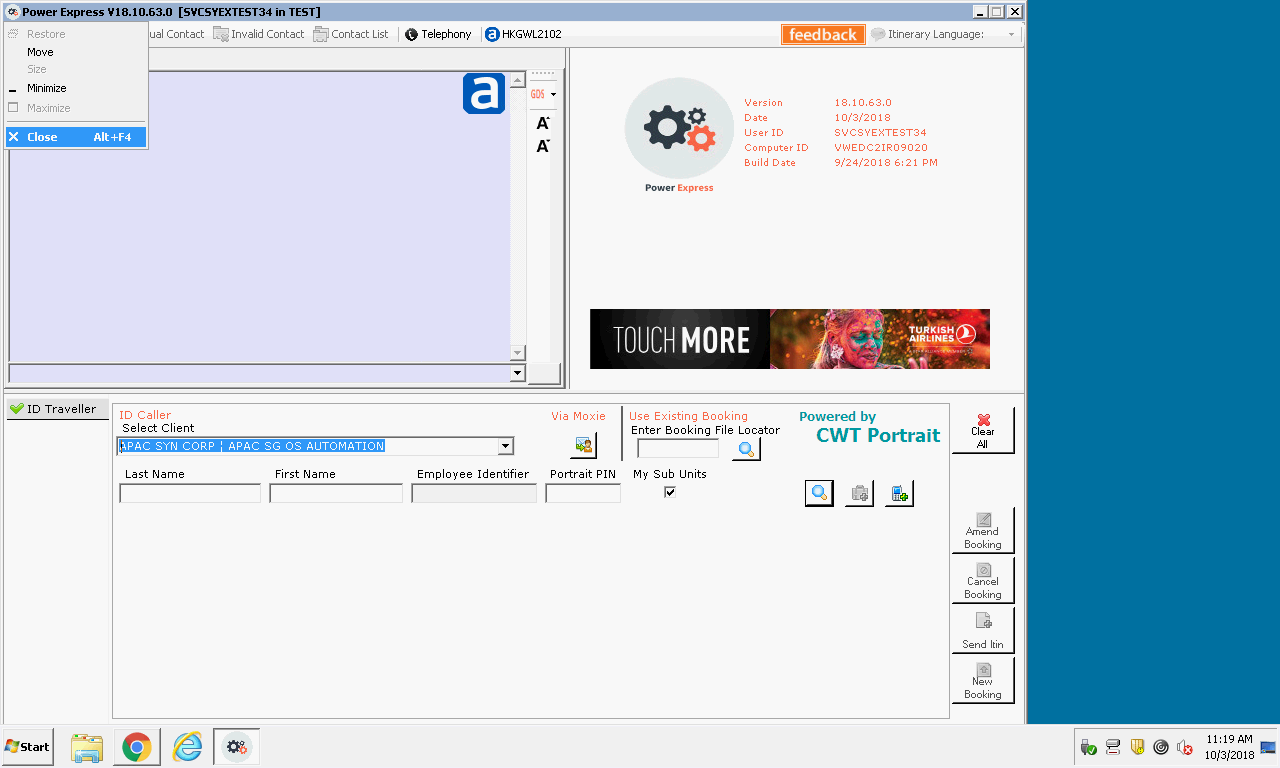 Power Express V18.10.63.0 [SVCSYEXTEST34 in TEST]
Restore
Move
Size
Minimize
Maximize
Close Alt+F4
Contact Invalid Contact Contact List Telephony a HKGWL2102
feedback Itinerary Language:
a
GDS
A
A
Power Express
Version 18.10.63.0
Date 10/3/2018
User ID SVCSYEXTEST34
Computer ID VWEDC2IR09020
Build Date 9/24/2018 6:21 PM
TOUCH MORE
TURKISH AIRLINES
ID Traveller
ID Caller Via Moxie Use Existing Booking
Select Client Enter Booking File Locator
APAC SYN CORP ¦ APAC SG OS AUTOMATION
Powered by
CWT Portrait
Last Name First Name Employee Identifier Portrait PIN My Sub Units
Clear
All
Amend
Booking
Cancel
Booking
Send Itin
New
Booking
Start
11:19 AM
10/3/2018